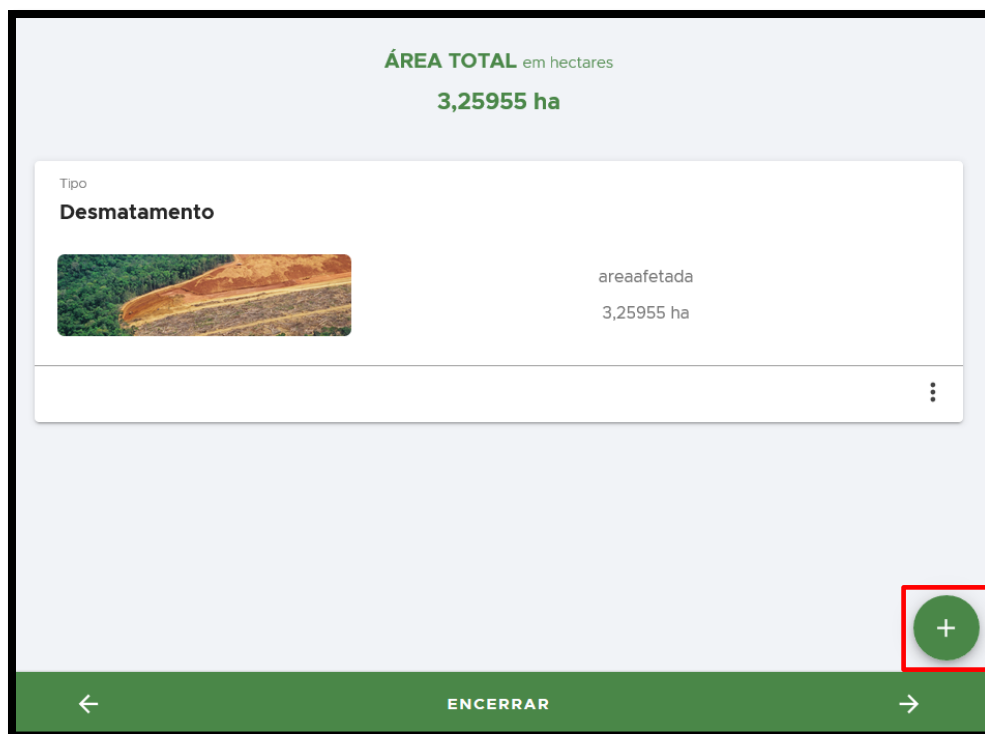 ÁREA TOTAL em hectares
3,25955 ha
Tipo
Desmatamento
areaafetada
3,25955 ha
+
ENCERRAR